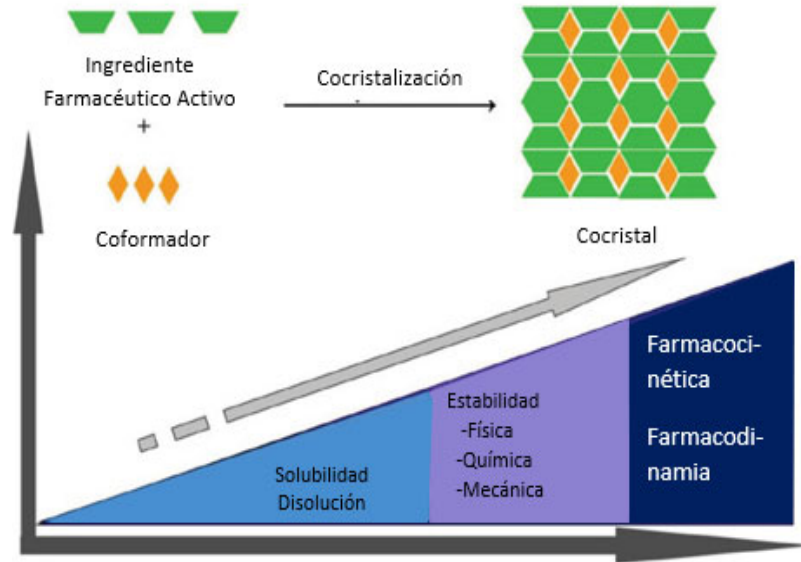 Ingrediente
Farmacéutico Activo
+
Coformador
Cocristalización
Cocristal
Solubilidad
Disolución
Estabilidad
-Física
-Química
-Mecánica
Farmacoci-
nética
Farmacodi-
namia